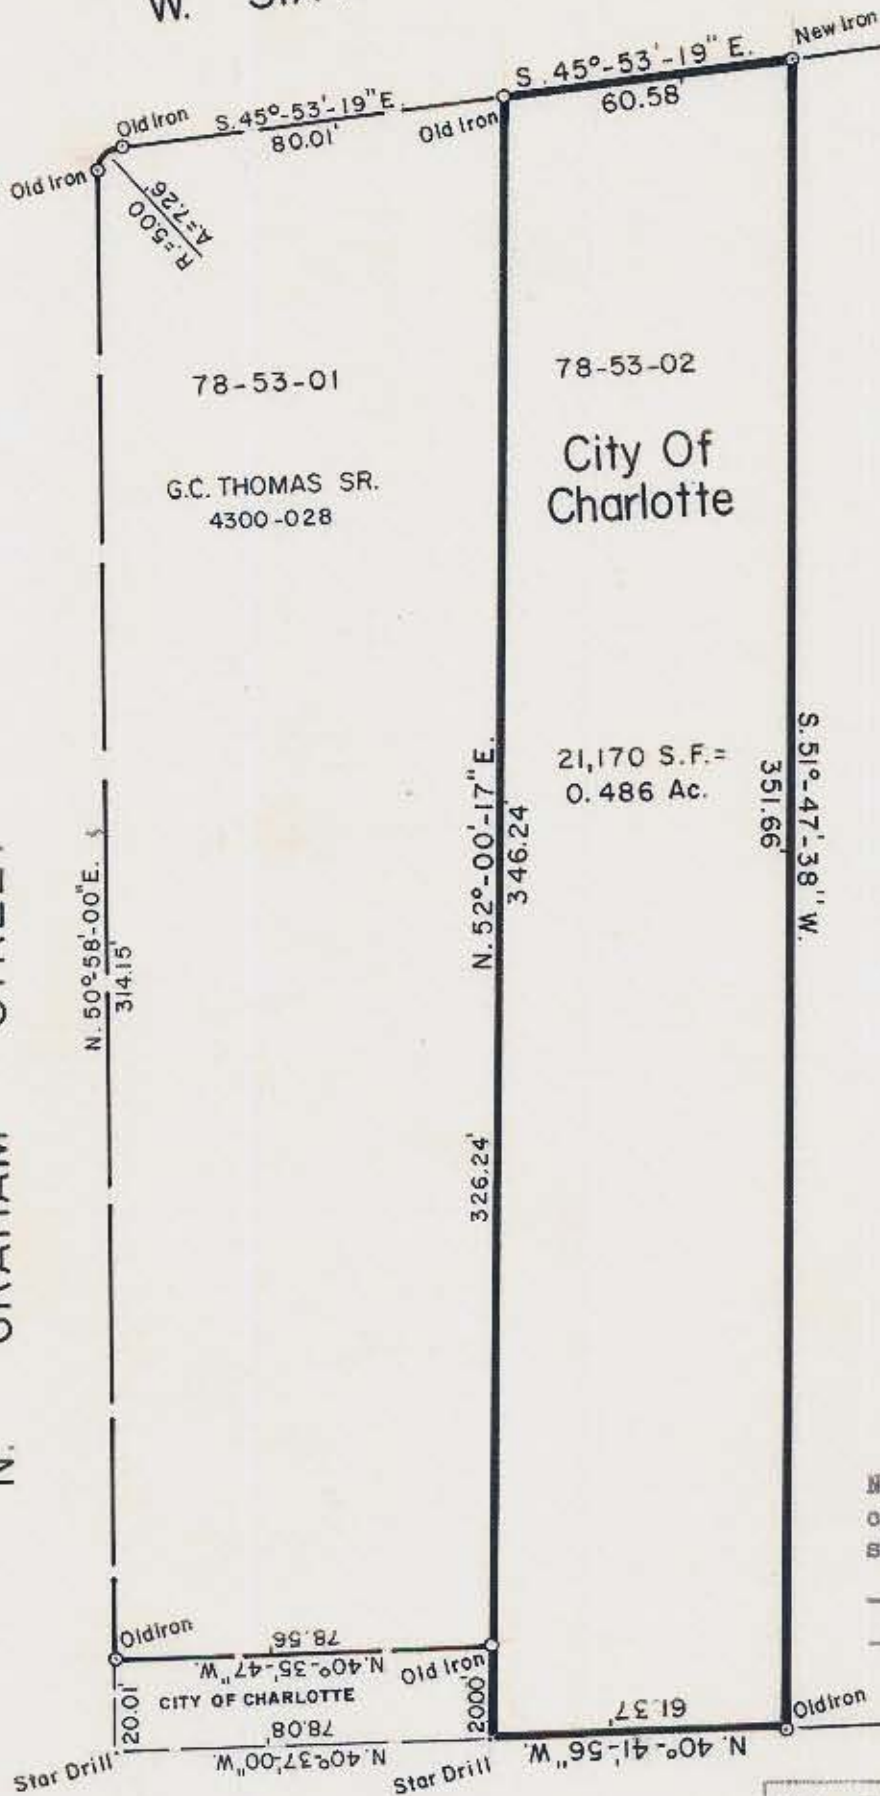 W.
S. 45°-53'-19" E.
60.58'
New Iron
Old Iron
S. 45°-53'-19" E.
80.01'
Old Iron
Old Iron
R.=5.00
A.=7.26'
78-53-01
G.C. THOMAS SR.
4300-028
78-53-02
City Of
Charlotte
21,170 S.F.=
0.486 Ac.
N. 50°-58'-00" E.
314.15'
N. 52°-00'-17" E.
346.24'
326.24'
S. 51°-47'-38" W.
351.66'
N. GRAHAM
Old Iron
78.56'
N. 40°-35'-47" W.
Old Iron
20.01'
CITY OF CHARLOTTE
20.00'
78.08'
N. 40°-37'-00" W.
Star Drill
Star Drill
61.37'
N. 40°-41'-56" W.
Old Iron